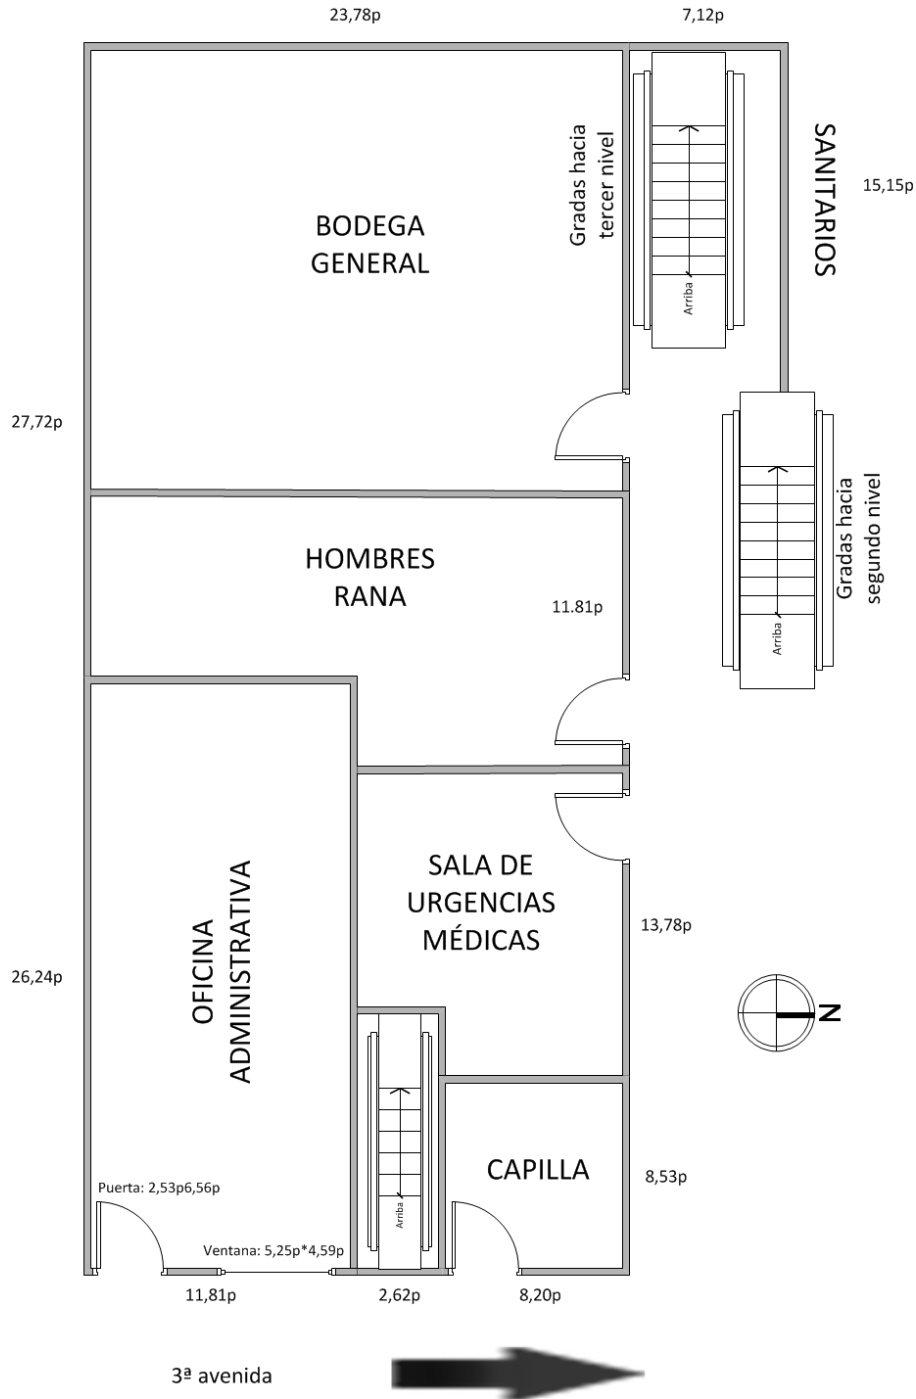 23,78p
7,12p
BODEGA
GENERAL
Gradas hacia
tercer nivel
Arriba
SANITARIOS
15,15p
27,72p
HOMBRES
RANA
11.81p
Gradas hacia
segundo nivel
Arriba
OFICINA
ADMINISTRATIVA
26,24p
SALA DE
URGENCIAS
MÉDICAS
13,78p
N
CAPILLA
8,53p
Arriba
Puerta: 2,53p6,56p
Ventana: 5,25p*4,59p
11,81p
2,62p
8,20p
3ª avenida